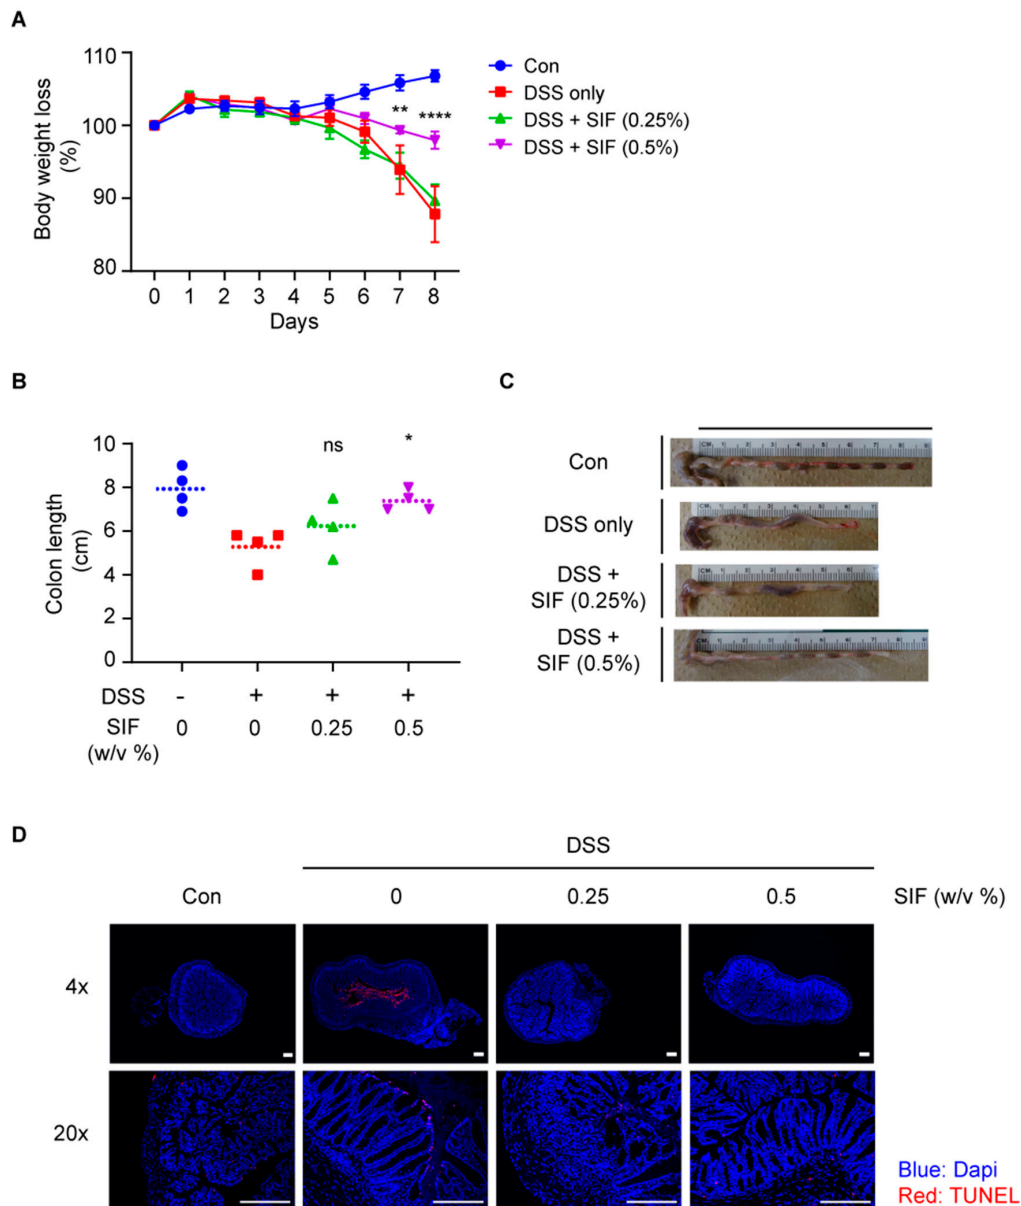 A
110
100
90
80
Body weight loss
(%)
0 1 2 3 4 5 6 7 8
Days
** ****
Con
DSS only
DSS + SIF (0.25%)
DSS + SIF (0.5%)
B
10
8
6
4
2
0
Colon length
(cm)
ns
*
DSS - + + +
SIF 0 0 0.25 0.5
(w/v %)
C
Con
DSS only
DSS +
SIF (0.25%)
DSS +
SIF (0.5%)
D
DSS
Con 0 0.25 0.5 SIF (w/v %)
4x
20x
Blue: Dapi
Red: TUNEL